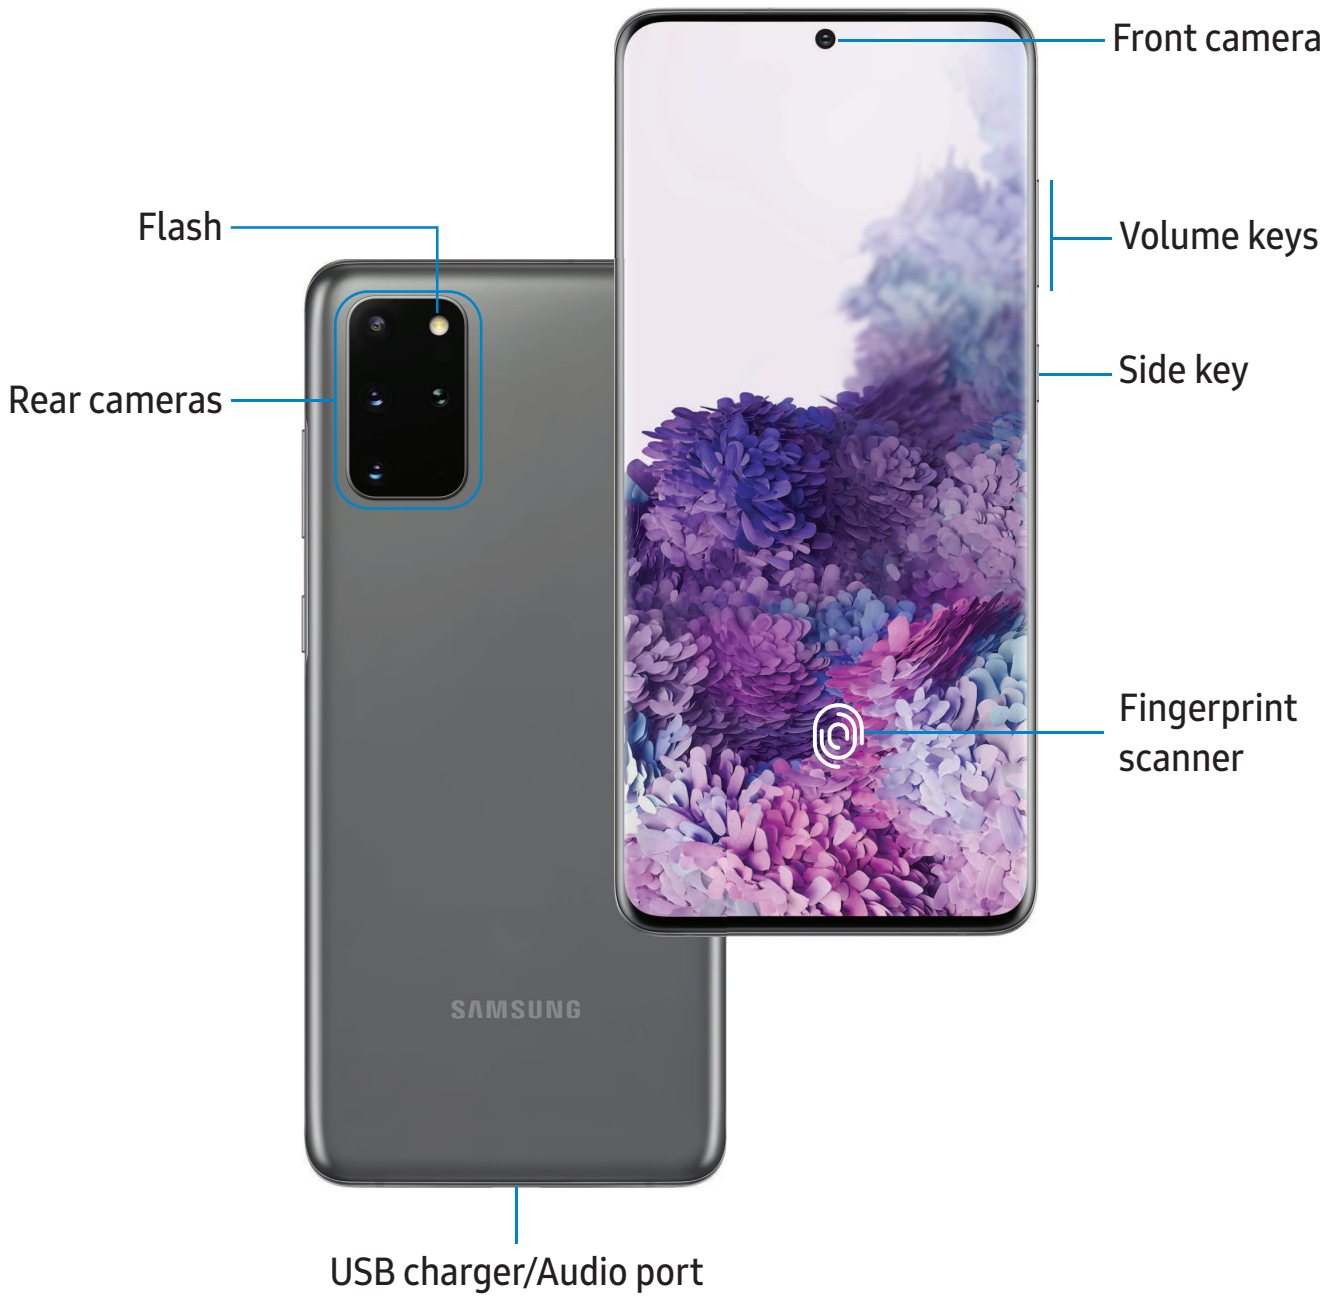 Front camera
Flash
Volume keys
Side key
Rear cameras
Fingerprint
scanner
SAMSUNG
USB charger/Audio port